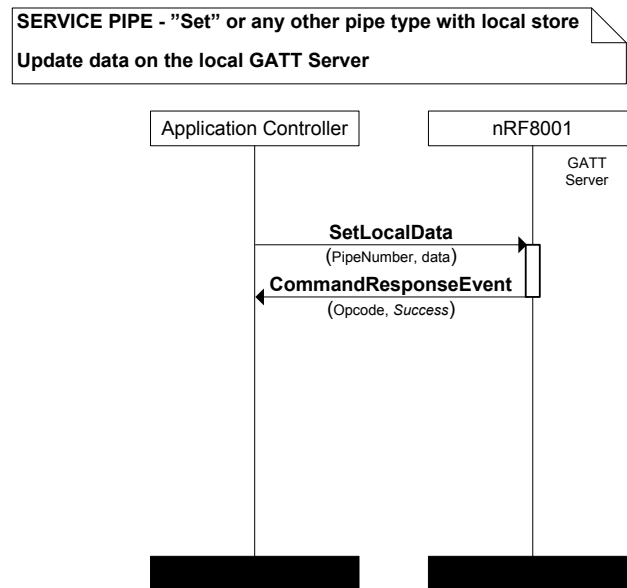 SERVICE PIPE - ”Set” or any other pipe type with local store
Update data on the local GATT Server
Application Controller
nRF8001
GATT
Server
SetLocalData
(PipeNumber, data)
CommandResponseEvent
(Opcode, Success)